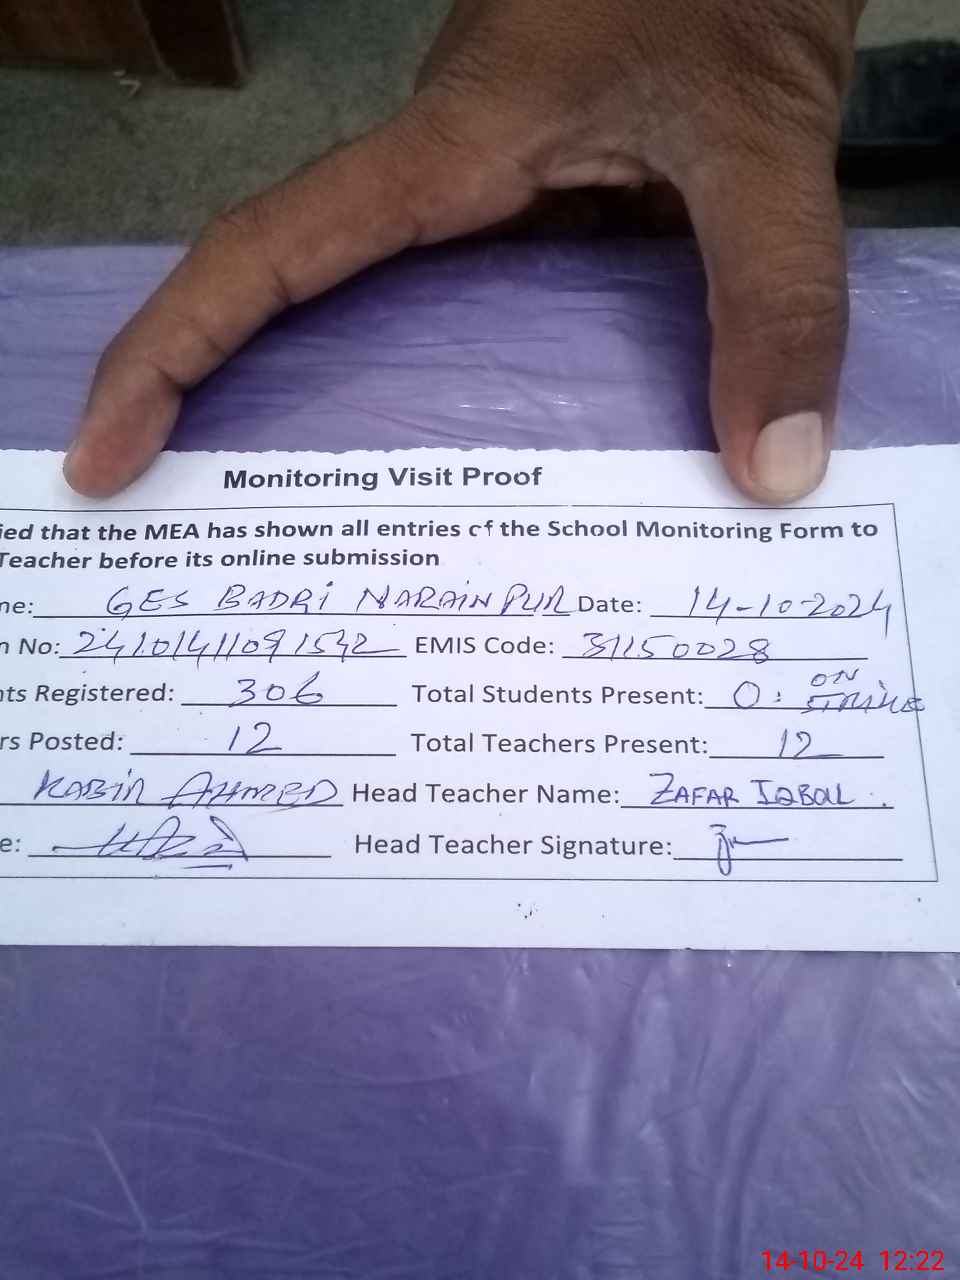 Monitoring Visit Proof
ied that the MEA has shown all entries of the School Monitoring Form to
Teacher before its online submission
ne: GES BADRI NARAIN PUR Date: 14-10-2024
n No: 24101411091542 EMIS Code: 31150028
nts Registered: 306 Total Students Present: 0: ON STRIKE
rs Posted: 12 Total Teachers Present: 12
KABIR AHMED Head Teacher Name: ZAFAR IQBAL.
e: Head Teacher Signature:
14-10-24 12:22